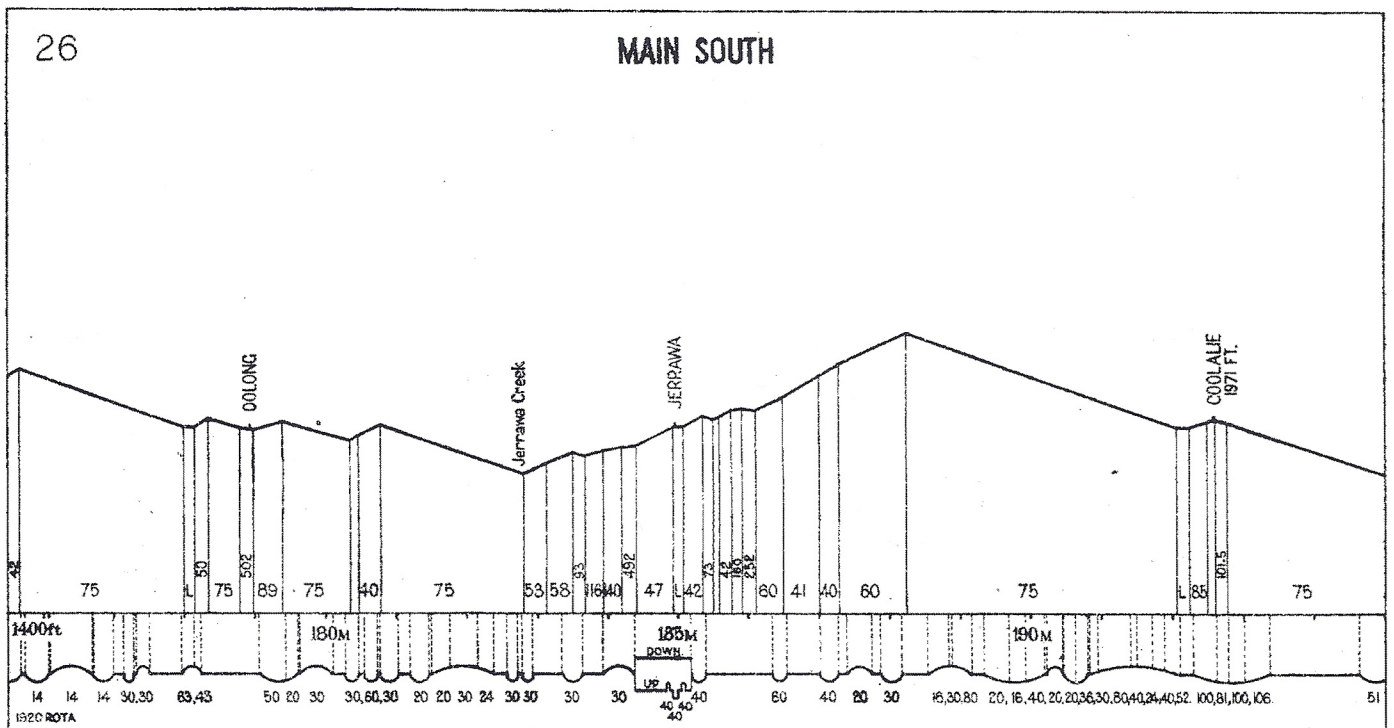 26
MAIN SOUTH
OOLONG
Jerrawa Creek
JERRAWA
COOLALIE
1971 FT.
42 75 L 50 75 502 89 75 40 75 53 58 93 116 140 492 47 L 42 73 42 160 252 60 41 40 60 75 L 85 101.5 75
1400ft 180M 185M 190M
DOWN
UP
14 14 14 30,30 63,43 50 20 30 30,60,30 20 20 30 24 30 30 30 30 40 60 40 20 30 16,30,80 20, 16, 40, 20, 20,36,30, 80,40,24,40, 52. 100,81,100, 106. 51
40 40
40
1920 ROTA